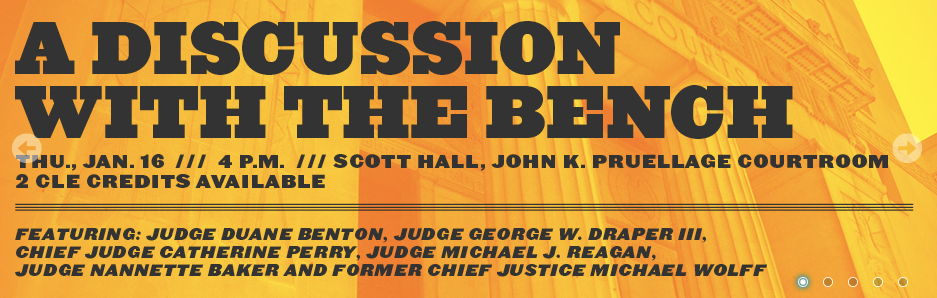 A DISCUSSION
WITH THE BENCH
THU., JAN. 16 /// 4 P.M. /// SCOTT HALL, JOHN K. PRUELLAGE COURTROOM
2 CLE CREDITS AVAILABLE
FEATURING: JUDGE DUANE BENTON, JUDGE GEORGE W. DRAPER III,
CHIEF JUDGE CATHERINE PERRY, JUDGE MICHAEL J. REAGAN,
JUDGE NANNETTE BAKER AND FORMER CHIEF JUSTICE MICHAEL WOLFF